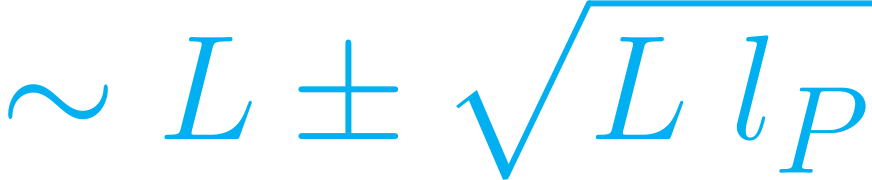 ∼ L ± √(L l_P)